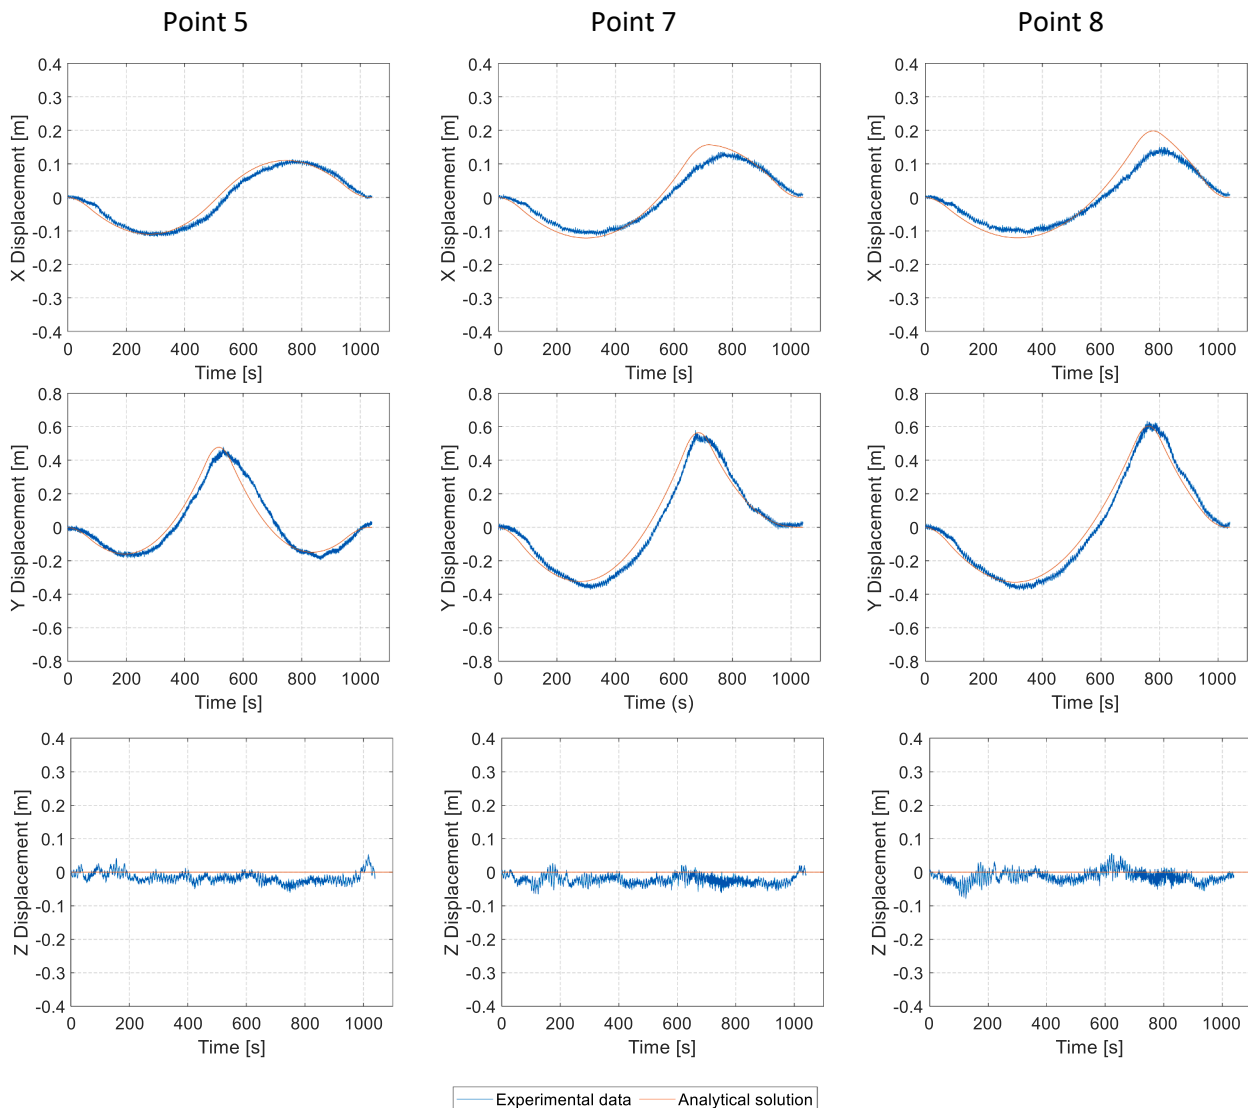 Point 5 Point 7 Point 8
X Displacement [m] X Displacement [m] X Displacement [m]
0.4 0.4 0.4
0.3 0.3 0.3
0.2 0.2 0.2
0.1 0.1 0.1
0 0 0
-0.1 -0.1 -0.1
-0.2 -0.2 -0.2
-0.3 -0.3 -0.3
-0.4 -0.4 -0.4
0 200 400 600 800 1000 0 200 400 600 800 1000 0 200 400 600 800 1000
Time [s] Time [s] Time [s]
Y Displacement [m] Y Displacement [m] Y Displacement [m]
0.8 0.8 0.8
0.6 0.6 0.6
0.4 0.4 0.4
0.2 0.2 0.2
0 0 0
-0.2 -0.2 -0.2
-0.4 -0.4 -0.4
-0.6 -0.6 -0.6
-0.8 -0.8 -0.8
0 200 400 600 800 1000 0 200 400 600 800 1000 0 200 400 600 800 1000
Time [s] Time (s) Time [s]
Z Displacement [m] Z Displacement [m] Z Displacement [m]
0.4 0.4 0.4
0.3 0.3 0.3
0.2 0.2 0.2
0.1 0.1 0.1
0 0 0
-0.1 -0.1 -0.1
-0.2 -0.2 -0.2
-0.3 -0.3 -0.3
-0.4 -0.4 -0.4
0 200 400 600 800 1000 0 200 400 600 800 1000 0 200 400 600 800 1000
Time [s] Time [s] Time [s]
Experimental data Analytical solution